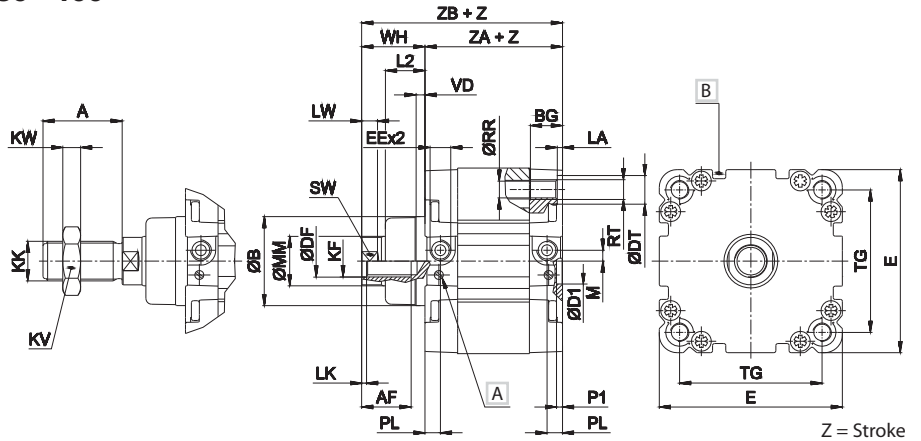 ZB + Z
WH
ZA + Z
L2
VD
B
A
LW
BG
KW
EEx2
ØRR
LA
SW
ØDF
KF
KK
ØB
ØMM
RT
ØDT
TG
E
M
ØD1
KV
LK
A
AF
P1
TG
PL
PL
E
Z = Stroke